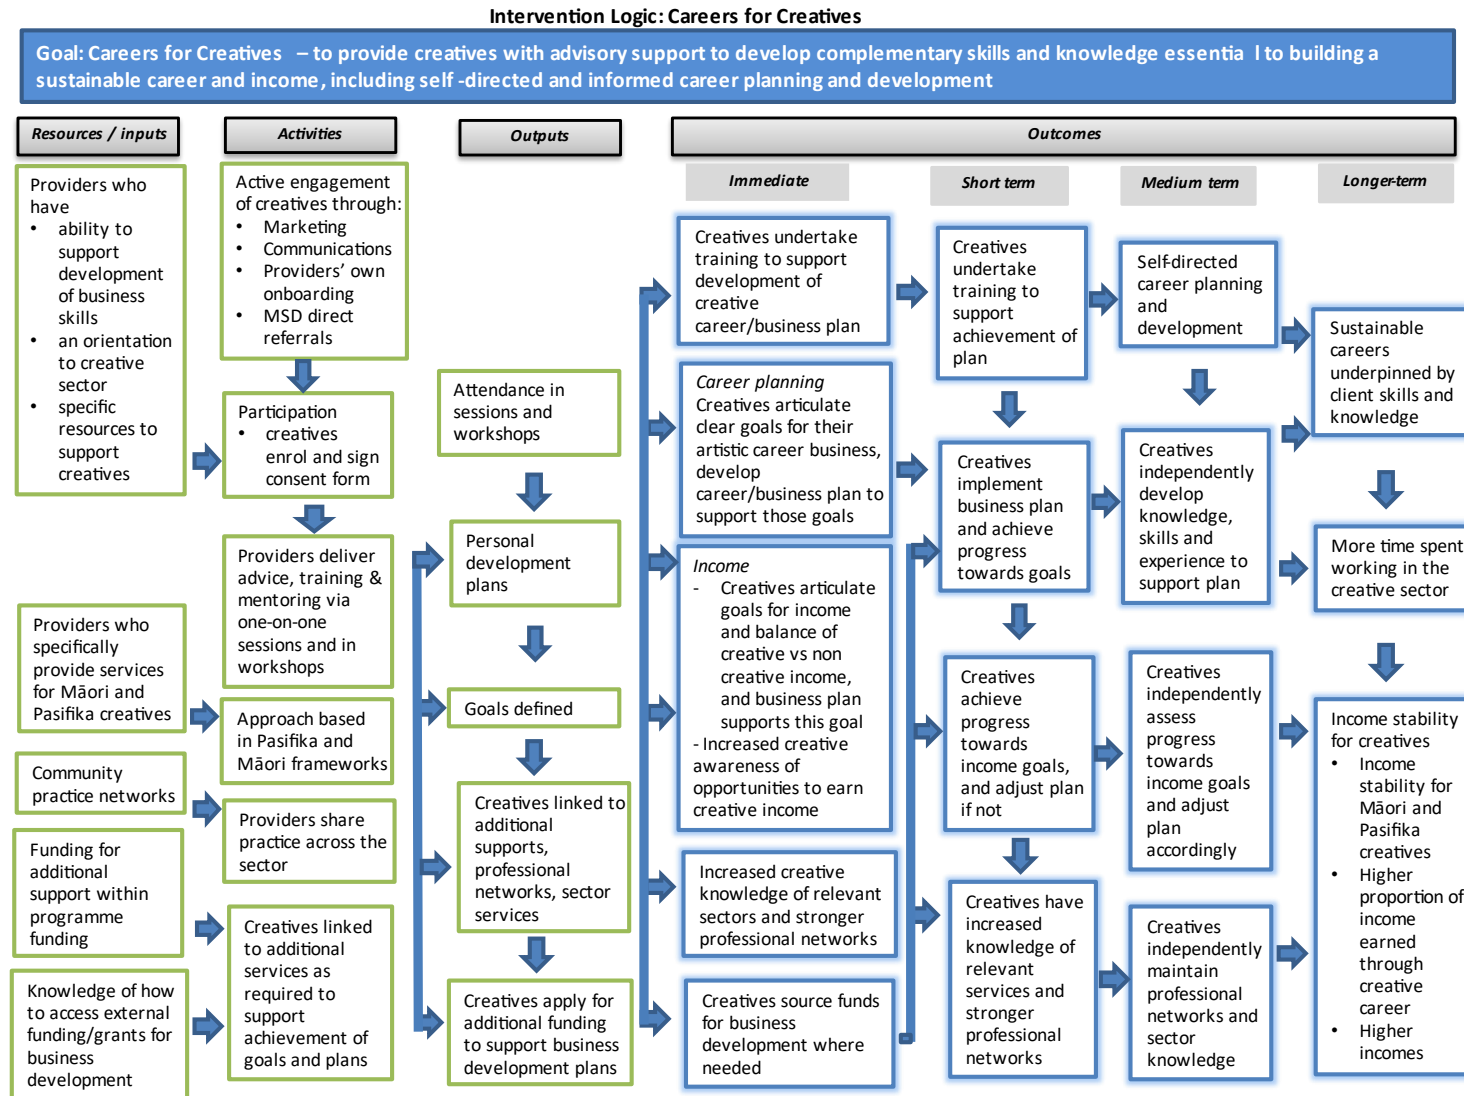 Intervention Logic: Careers for Creatives
Goal: Careers for Creatives – to provide creatives with advisory support to develop complementary skills and knowledge essentia l to building a
sustainable career and income, including self -directed and informed career planning and development
Resources / inputs
Activities
Outputs
Outcomes
Immediate
Short term
Medium term
Longer-term
Providers who
have
• ability to
support
development
of business
skills
• an orientation
to creative
sector
• specific
resources to
support
creatives
Providers who
specifically
provide services
for Māori and
Pasifika creatives
Community
practice networks
Funding for
additional
support within
programme
funding
Knowledge of how
to access external
funding/grants for
business
development
Active engagement
of creatives through:
• Marketing
• Communications
• Providers’ own
onboarding
• MSD direct
referrals
Participation
• creatives
enrol and sign
consent form
Providers deliver
advice, training &
mentoring via
one-on-one
sessions and in
workshops
Approach based
in Pasifika and
Māori frameworks
Providers share
practice across the
sector
Creatives linked
to additional
services as
required to
support
achievement of
goals and plans
Attendance in
sessions and
workshops
Personal
development
plans
Goals defined
Creatives linked to
additional
supports,
professional
networks, sector
services
Creatives apply for
additional funding
to support business
development plans
Creatives undertake
training to support
development of
creative
career/business plan
Career planning
Creatives articulate
clear goals for their
artistic career business,
develop
career/business plan to
support those goals
Income
- Creatives articulate
goals for income
and balance of
creative vs non
creative income,
and business plan
supports this goal
- Increased creative
awareness of
opportunities to earn
creative income
Increased creative
knowledge of relevant
sectors and stronger
professional networks
Creatives source funds
for business
development where
needed
Creatives
undertake
training to
support
achievement of
plan
Creatives
implement
business plan
and achieve
progress
towards goals
Creatives
achieve
progress
towards
income goals,
and adjust plan
if not
Creatives have
increased
knowledge of
relevant
services and
stronger
professional
networks
Self-directed
career planning
and
development
Creatives
independently
develop
knowledge,
skills and
experience to
support plan
Creatives
independently
assess
progress
towards
income goals
and adjust
plan
accordingly
Creatives
independently
maintain
professional
networks and
sector
knowledge
Sustainable
careers
underpinned by
client skills and
knowledge
More time spent
working in the
creative sector
Income stability
for creatives
• Income
stability for
Māori and
Pasifika
creatives
• Higher
proportion of
income
earned
through
creative
career
• Higher
incomes